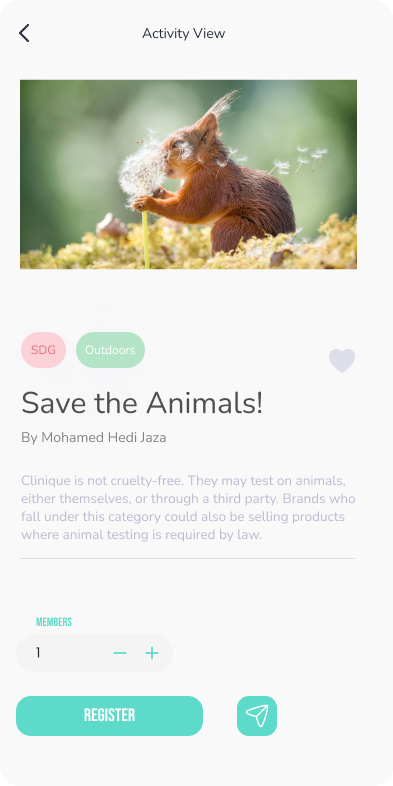 Activity View
SDG
Outdoors
Save the Animals!
By Mohamed Hedi Jaza
Clinique is not cruelty-free. They may test on animals,
either themselves, or through a third party. Brands who
fall under this category could also be selling products
where animal testing is required by law.
MEMBERS
1
REGISTER